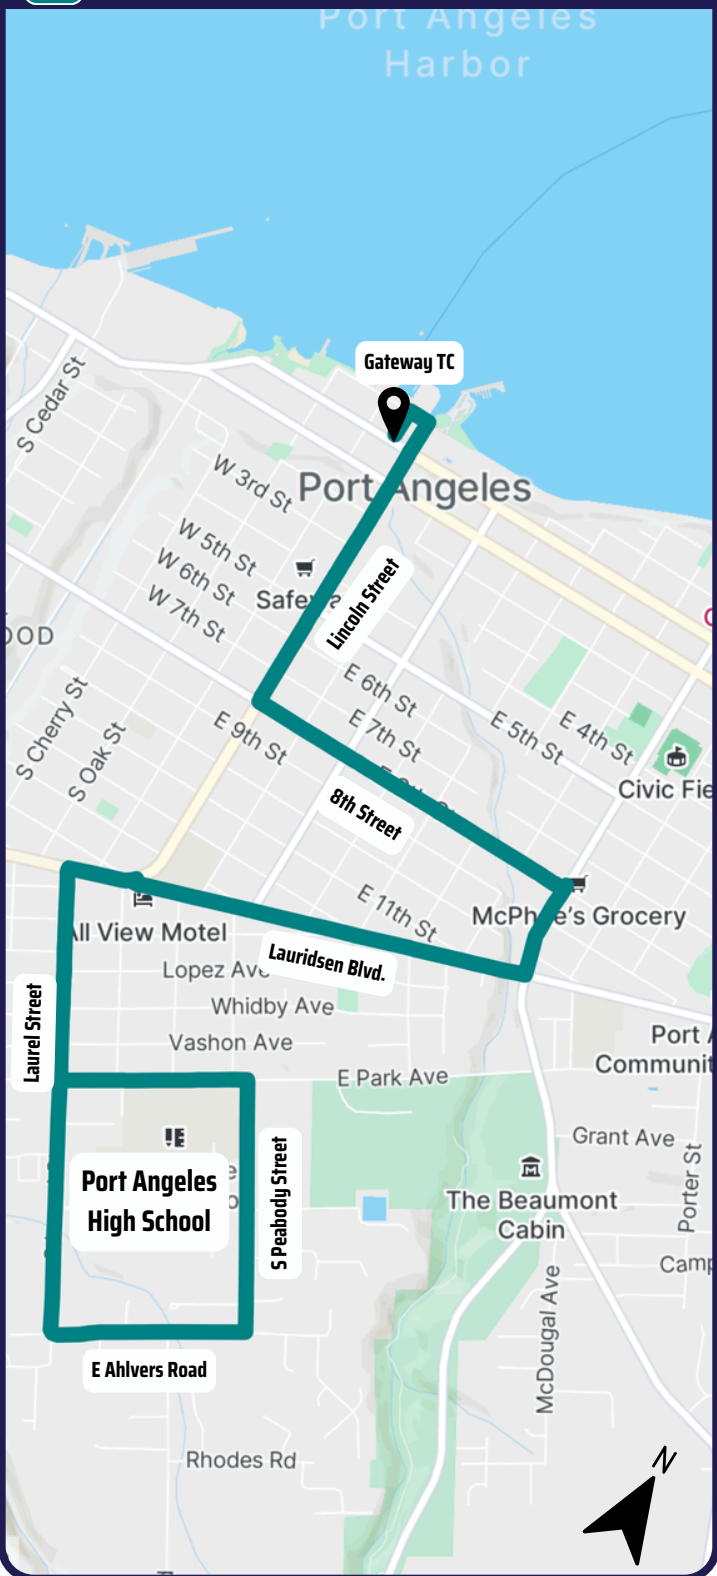 Port Angeles
Harbor
Gateway TC
S Cedar St
W 3rd St
Port Angeles
W 5th St
W 6th St
W 7th St
Lincoln Street
E 6th St
E 7th St
E 5th St
E 4th St
S Cherry St
S Oak St
E 9th St
8th Street
Civic Fie
E 11th St
McPh e's Grocery
All View Motel
Lauridsen Blvd.
Lopez Ave
Whidby Ave
Vashon Ave
Laurel Street
E Park Ave
Port A
Communit
Grant Ave
Porter St
Port Angeles
High School
S Peabody Street
The Beaumont
Cabin
Camp
McDougal Ave
E Ahlvers Road
Rhodes Rd
N